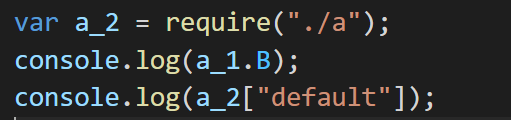 var a_2 = require("./a");
console.log(a_1.B);
console.log(a_2["default"]);